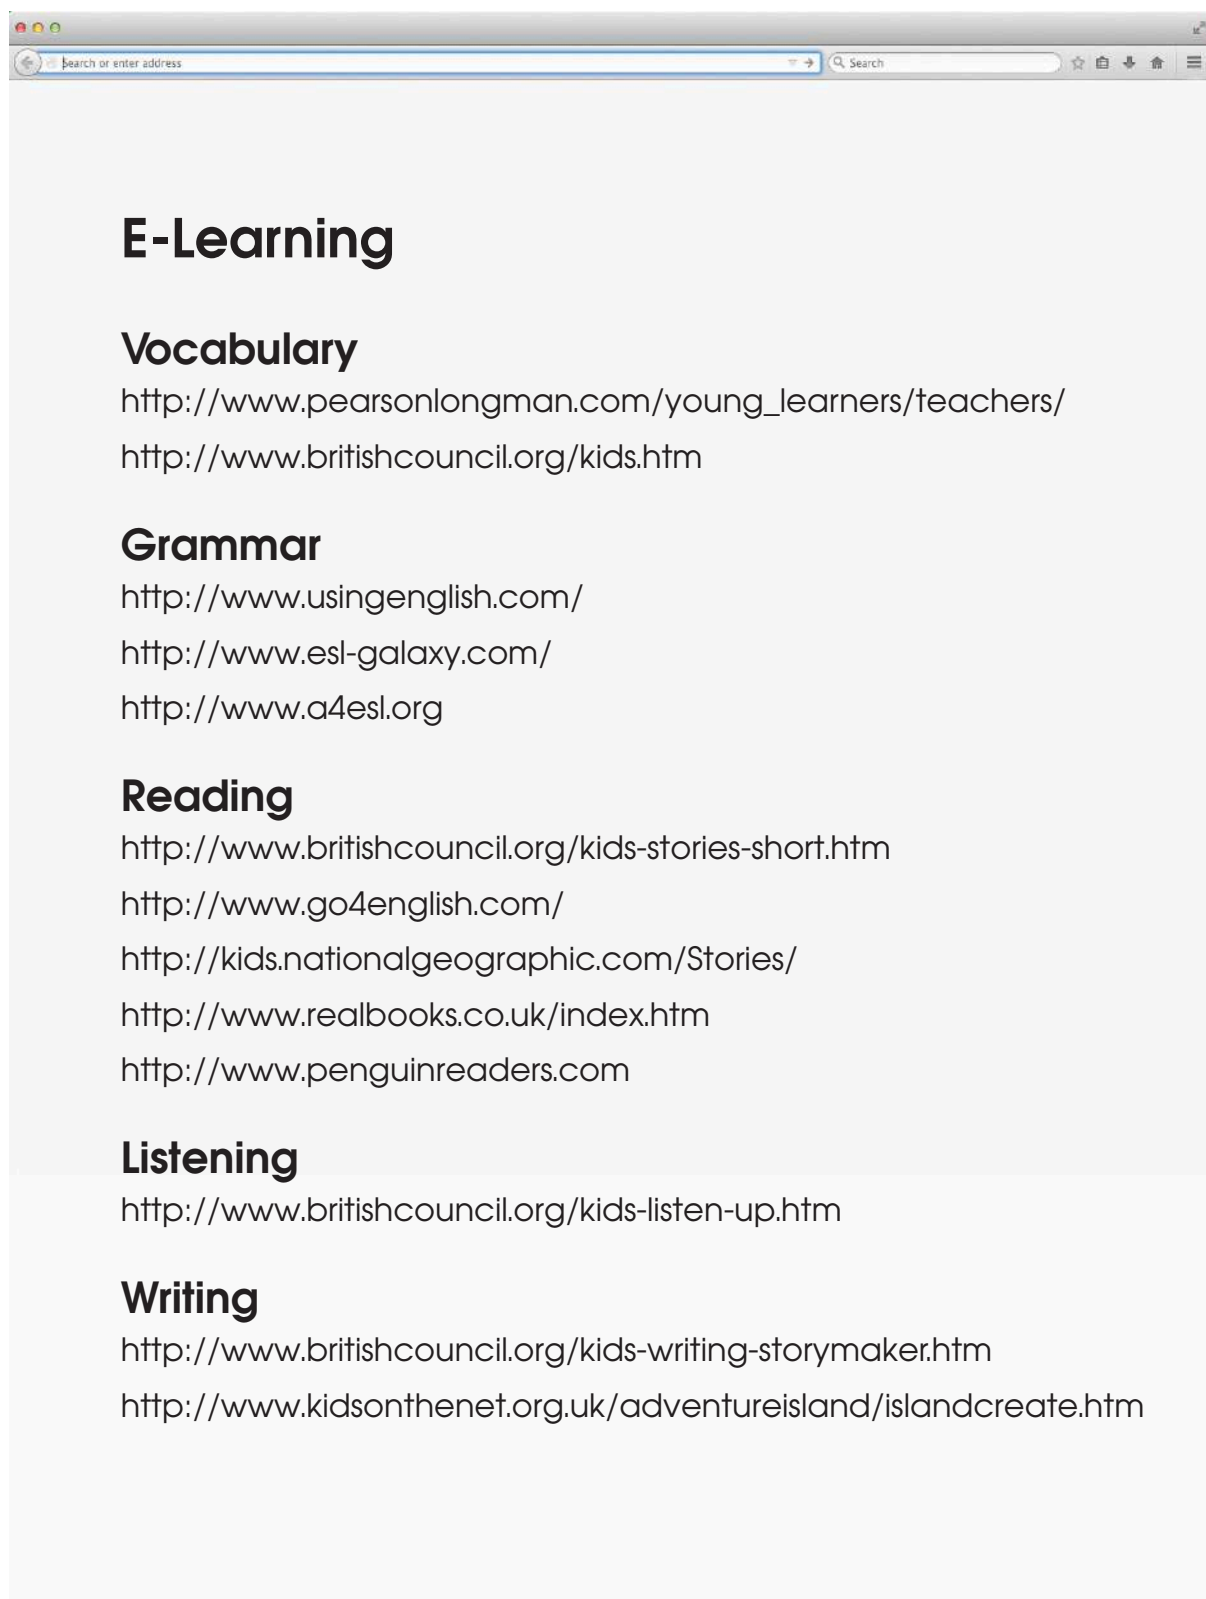 Search or enter address
Search
E-Learning
Vocabulary
http://www.pearsonlongman.com/young_learners/teachers/
http://www.britishcouncil.org/kids.htm
Grammar
http://www.usingenglish.com/
http://www.esl-galaxy.com/
http://www.a4esl.org
Reading
http://www.britishcouncil.org/kids-stories-short.htm
http://www.go4english.com/
http://kids.nationalgeographic.com/Stories/
http://www.realbooks.co.uk/index.htm
http://www.penguinreaders.com
Listening
http://www.britishcouncil.org/kids-listen-up.htm
Writing
http://www.britishcouncil.org/kids-writing-storymaker.htm
http://www.kidsonthenet.org.uk/adventureisland/islandcreate.htm